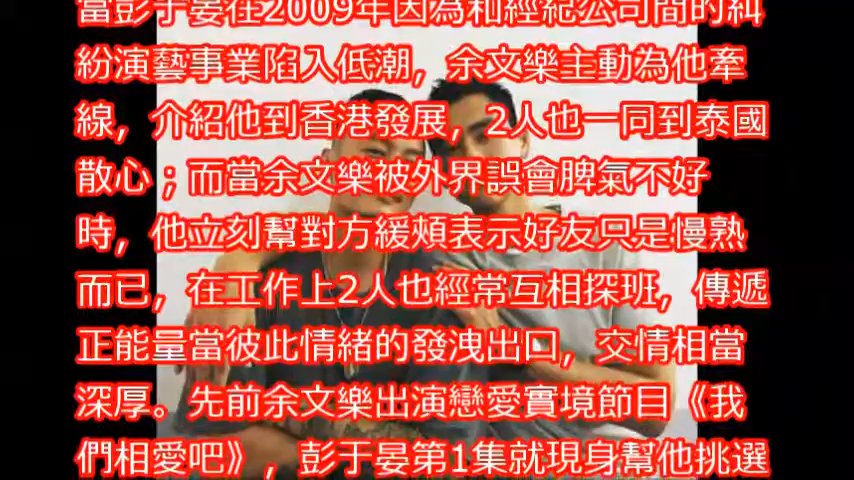 當彭于晏在2009年因為和經紀公司間的糾
紛演藝事業陷入低潮，余文樂主動為他牽
線，介紹他到香港發展，2人也一同到泰國
散心；而當余文樂被外界誤會脾氣不好
時，他立刻幫對方緩頰表示好友只是慢熟
而已，在工作上2人也經常互相探班，傳遞
正能量當彼此情緒的發洩出口，交情相當
深厚。先前余文樂出演戀愛實境節目《我
們相愛吧》，彭于晏第1集就現身幫他挑選